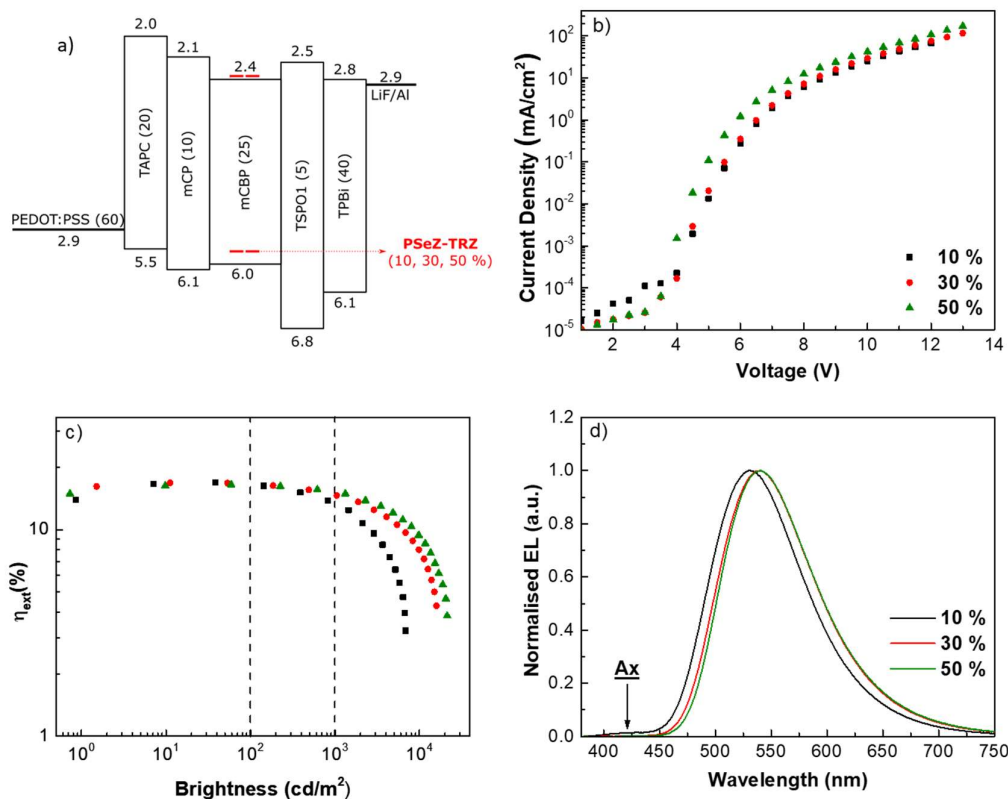 a)
2.0
2.1
2.4
2.5
2.8
2.9
LiF/Al
TAPC (20)
mCP (10)
mCBP (25)
TSPO1 (5)
TPBi (40)
PEDOT:PSS (60)
2.9
5.5
6.1
6.0
6.8
6.1
PSeZ-TRZ
(10, 30, 50 %)
b)
Current Density (mA/cm²)
10²
10¹
10⁰
10⁻¹
10⁻²
10⁻³
10⁻⁴
10⁻⁵
2 4 6 8 10 12 14
Voltage (V)
10 %
30 %
50 %
c)
ηext(%)
10
1
10⁰ 10¹ 10² 10³ 10⁴
Brightness (cd/m²)
d)
Normalised EL (a.u.)
1.2
1.0
0.8
0.6
0.4
0.2
0.0
400 450 500 550 600 650 700 750
Wavelength (nm)
Ax
10 %
30 %
50 %